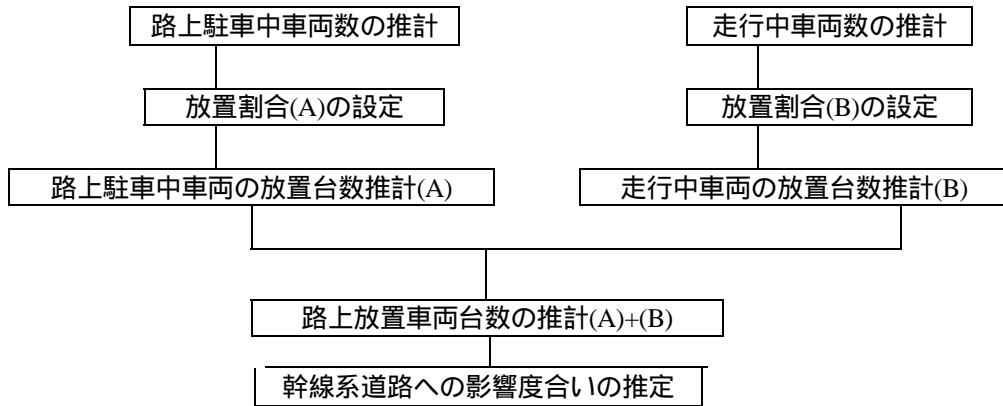 路上駐車中車両数の推計
走行中車両数の推計
放置割合(A)の設定
放置割合(B)の設定
路上駐車中車両の放置台数推計(A)
走行中車両の放置台数推計(B)
路上放置車両台数の推計(A)+(B)
幹線系道路への影響度合いの推定